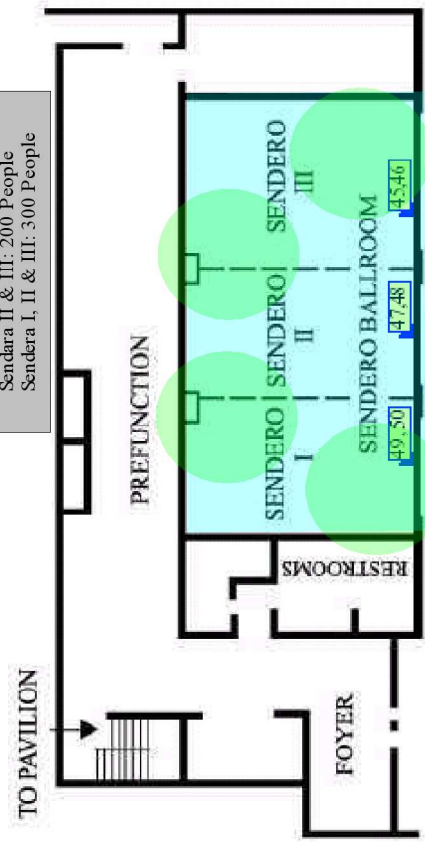 Sendara II & III: 200 People
Sendera I, II & III: 300 People
SENDERO
III
45,46
SENDERO
II
47,48
SENDERO BALLROOM
PREFUNCTION
SENDERO
I
49,,50
RESTROOMS
TO PAVILION
FOYER